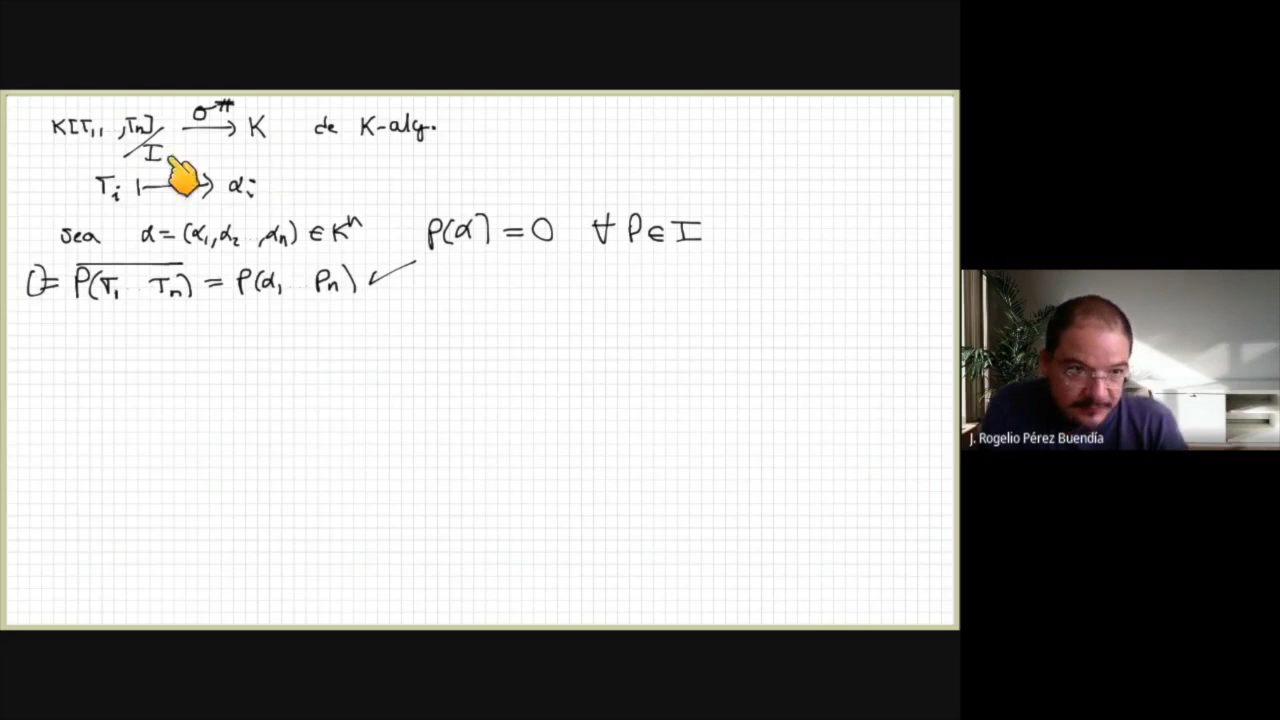 K[T₁, ,Tn]/I —σ^#→ K de K-alg.
Tᵢ ↦ αᵢ
sea α = (α₁, α₂ .. , αn) ∈ Kⁿ P(α) = 0 ∀ P ∈ I
0 = P(T₁ .. Tn) = P(α₁ .. Pn) ✓
J. Rogelio Pérez Buendía